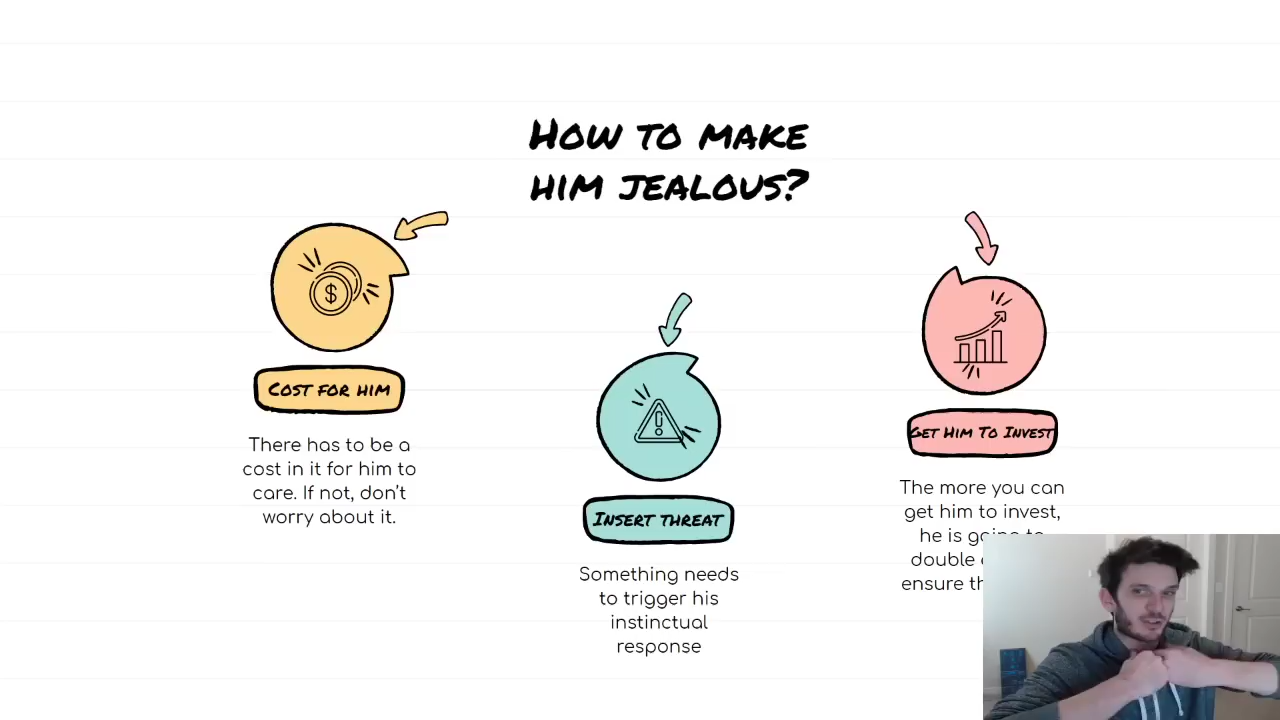 How to make
him jealous?
Cost for him
There has to be a
cost in it for him to
care. If not, don't
worry about it.
Insert threat
Something needs
to trigger his
instinctual
response
Get Him To Invest
The more you can
get him to invest,
he is going to
double
ensure